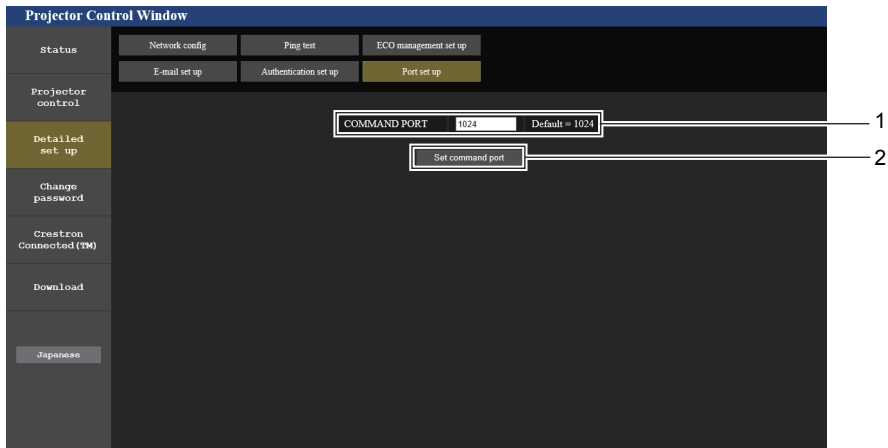 Projector Control Window
Status
Network config
Ping test
ECO management set up
E-mail set up
Authentication set up
Port set up
Projector
control
COMMAND PORT 1024 Default = 1024
1
Set command port
2
Detailed
set up
Change
password
Crestron
Connected(TM)
Download
Japanese